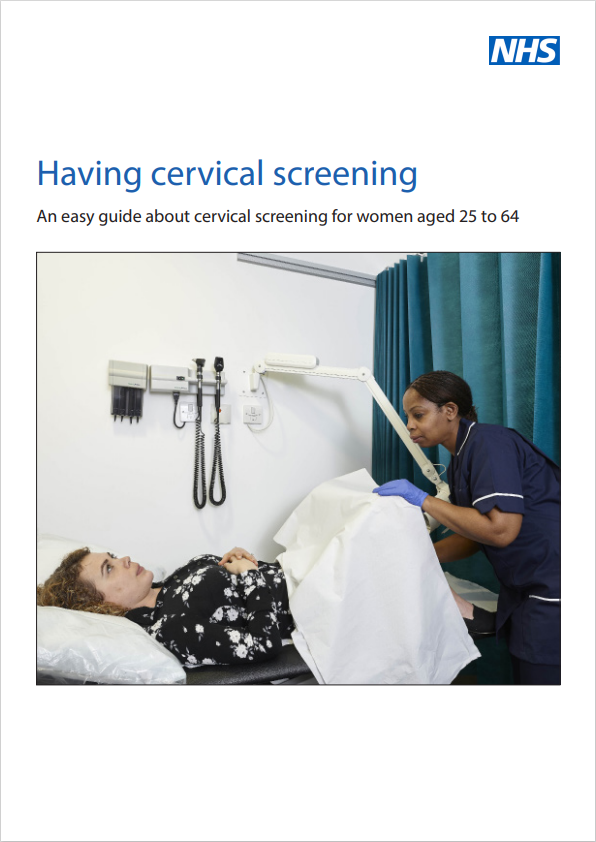 NHS
Having cervical screening
An easy guide about cervical screening for women aged 25 to 64